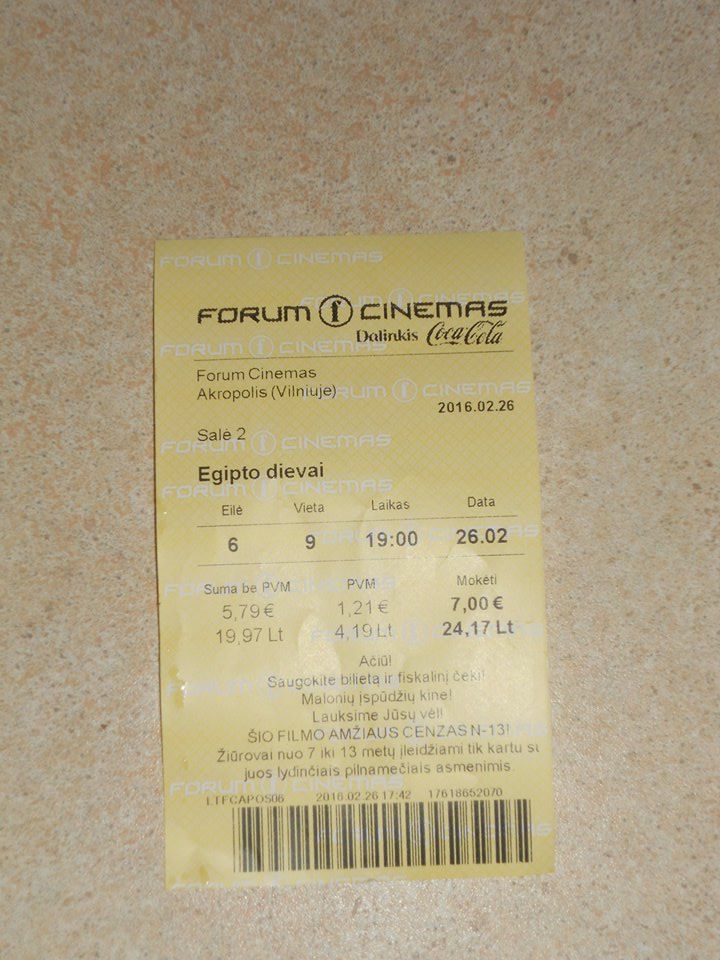 FORUM f CINEMAS
Dalinkis Coca-Cola
Forum Cinemas
Akropolis (Vilniuje)
2016.02.26
Salė 2
Egipto dievai
Eilė Vieta Laikas Data
6 9 19:00 26.02
Suma be PVM PVM Mokėti
5,79 € 1,21 € 7,00 €
19,97 Lt 4,19 Lt 24,17 Lt
Ačiū!
Saugokite bilietą ir fiskalinį čekį!
Malonių įspūdžių kine!
Lauksime Jūsų vėl!
ŠIO FILMO AMŽIAUS CENZAS N-13!
Žiūrovai nuo 7 iki 13 metų įleidžiami tik kartu su
juos lydinčiais pilnamečiais asmenimis.
LTFCAPOS06 2016.02.26 17:42 17618652070